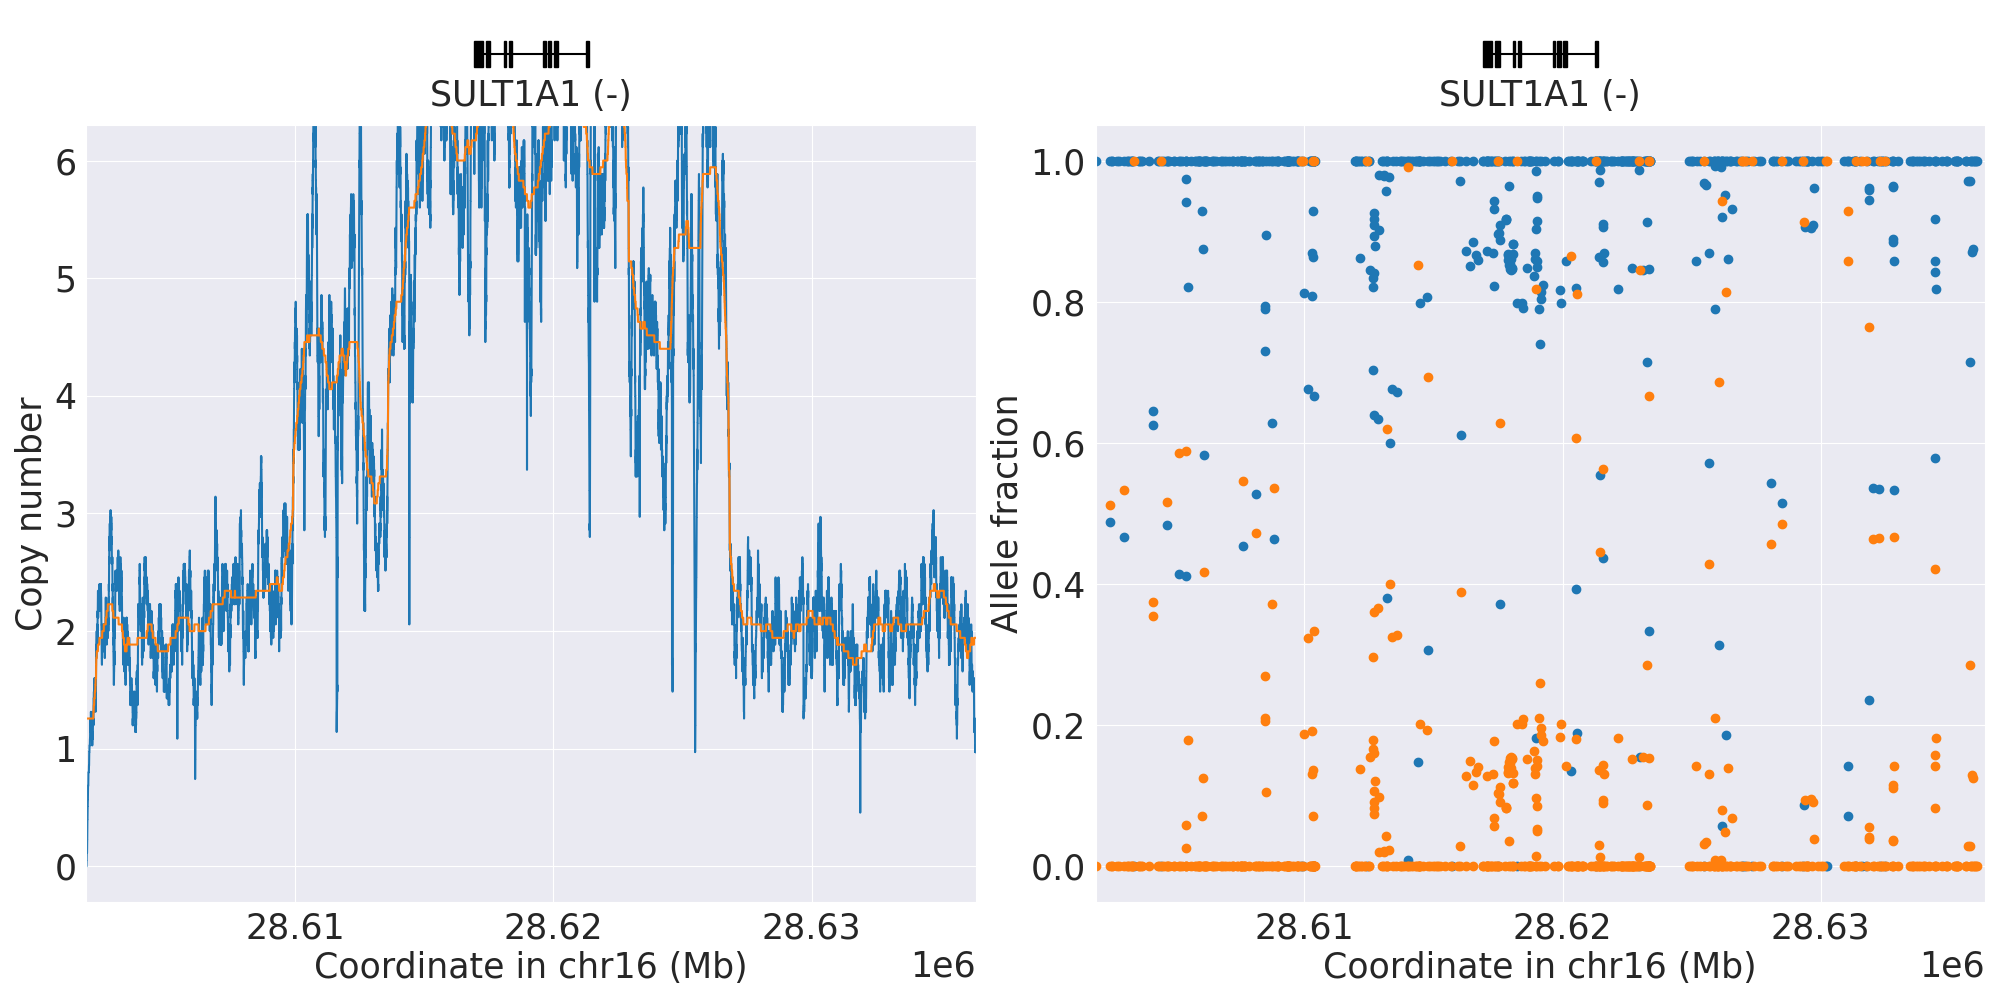 SULT1A1 (-)
6
5
4
3
2
1
0
Copy number
28.61
28.62
28.63
Coordinate in chr16 (Mb)
1e6
SULT1A1 (-)
1.0
0.8
0.6
0.4
0.2
0.0
Allele fraction
28.61
28.62
28.63
Coordinate in chr16 (Mb)
1e6